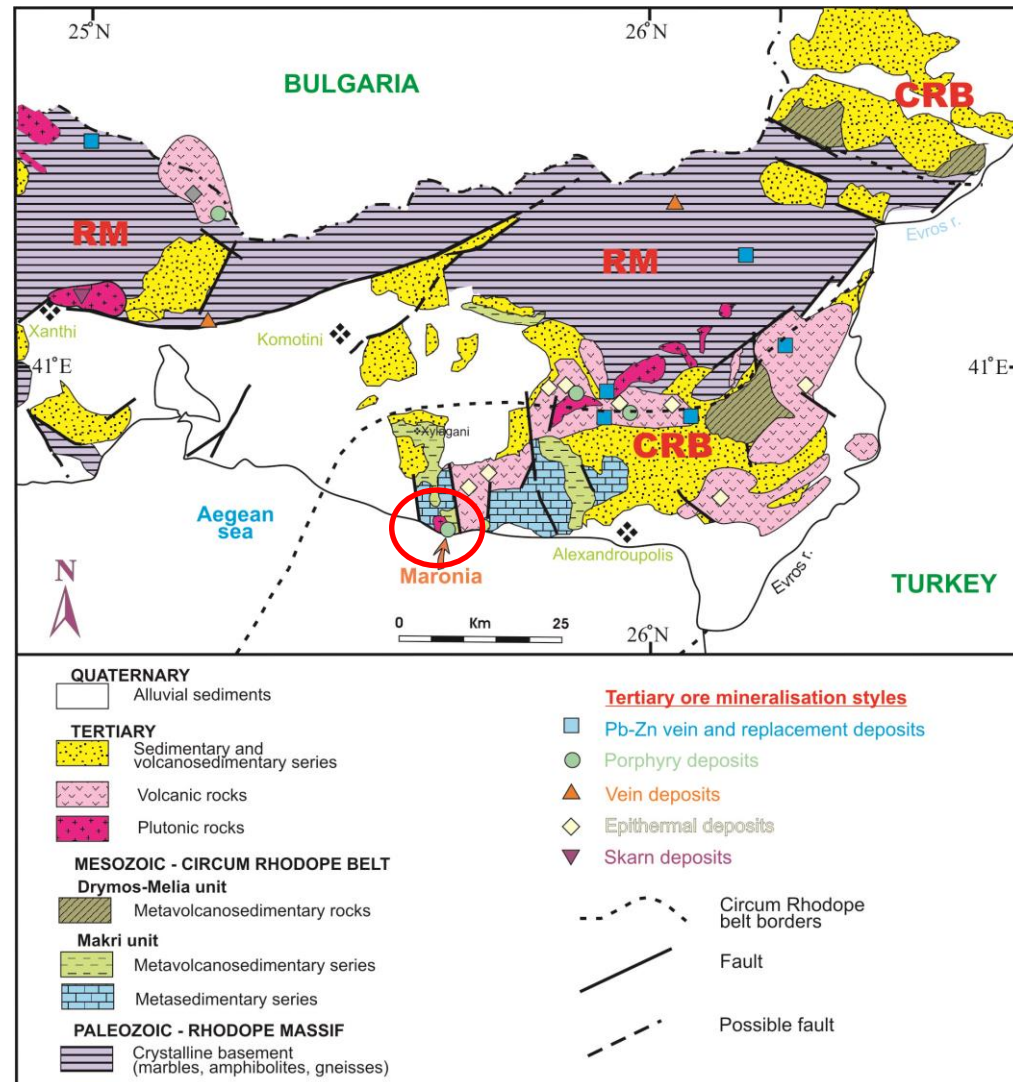 25°N
26°N
BULGARIA
CRB
RM
RM
Evros r.
Xanthi
Komotini
41°E
41°E
Xylagani
CRB
Aegean
sea
Alexandroupolis
Maronia
Evros r.
N
TURKEY
0 Km 25
26°N
QUATERNARY
Alluvial sediments
TERTIARY
Sedimentary and
volcanosedimentary series
Volcanic rocks
Plutonic rocks
MESOZOIC - CIRCUM RHODOPE BELT
Drymos-Melia unit
Metavolcanosedimentary rocks
Makri unit
Metavolcanosedimentary series
Metasedimentary series
PALEOZOIC - RHODOPE MASSIF
Crystalline basement
(marbles, amphibolites, gneisses)
Tertiary ore mineralisation styles
Pb-Zn vein and replacement deposits
Porphyry deposits
Vein deposits
Epithermal deposits
Skarn deposits
Circum Rhodope
belt borders
Fault
Possible fault